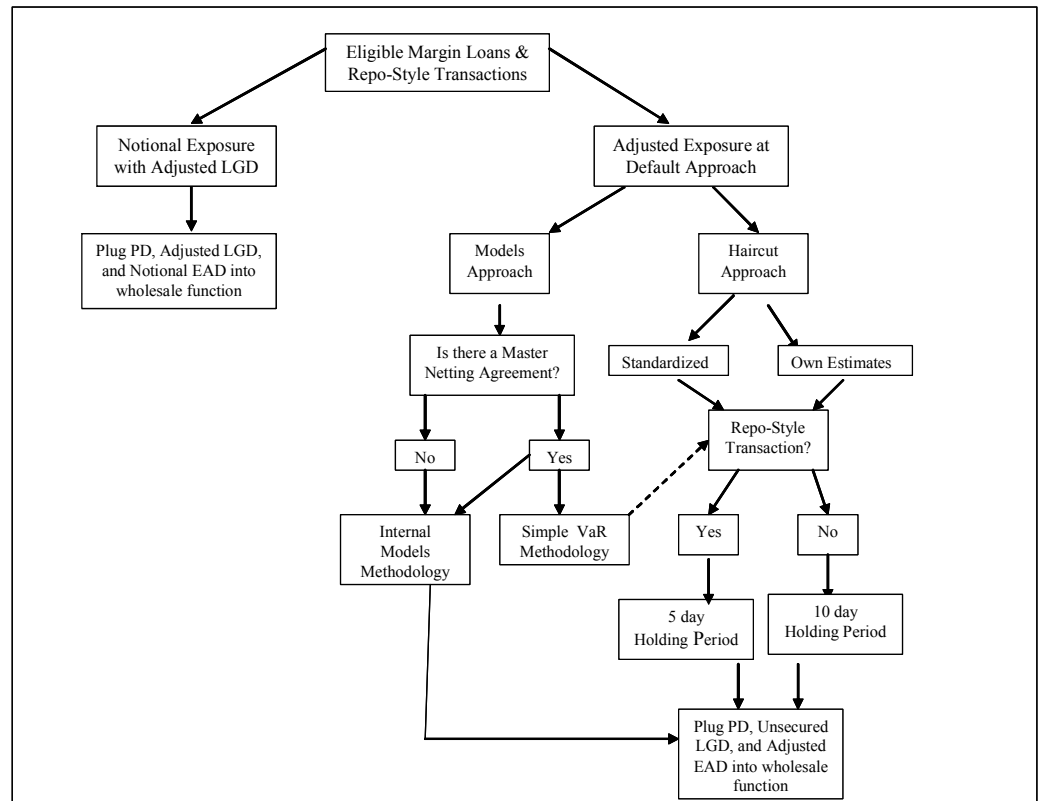 Eligible Margin Loans &
Repo-Style Transactions
Notional Exposure
with Adjusted LGD
Adjusted Exposure at
Default Approach
Plug PD, Adjusted LGD,
and Notional EAD into
wholesale function
Models
Approach
Haircut
Approach
Is there a Master
Netting Agreement?
Standardized
Own Estimates
No
Yes
Repo-Style
Transaction?
Internal
Models
Methodology
Simple VaR
Methodology
Yes
No
5 day
Holding Period
10 day
Holding Period
Plug PD, Unsecured
LGD, and Adjusted
EAD into wholesale
function